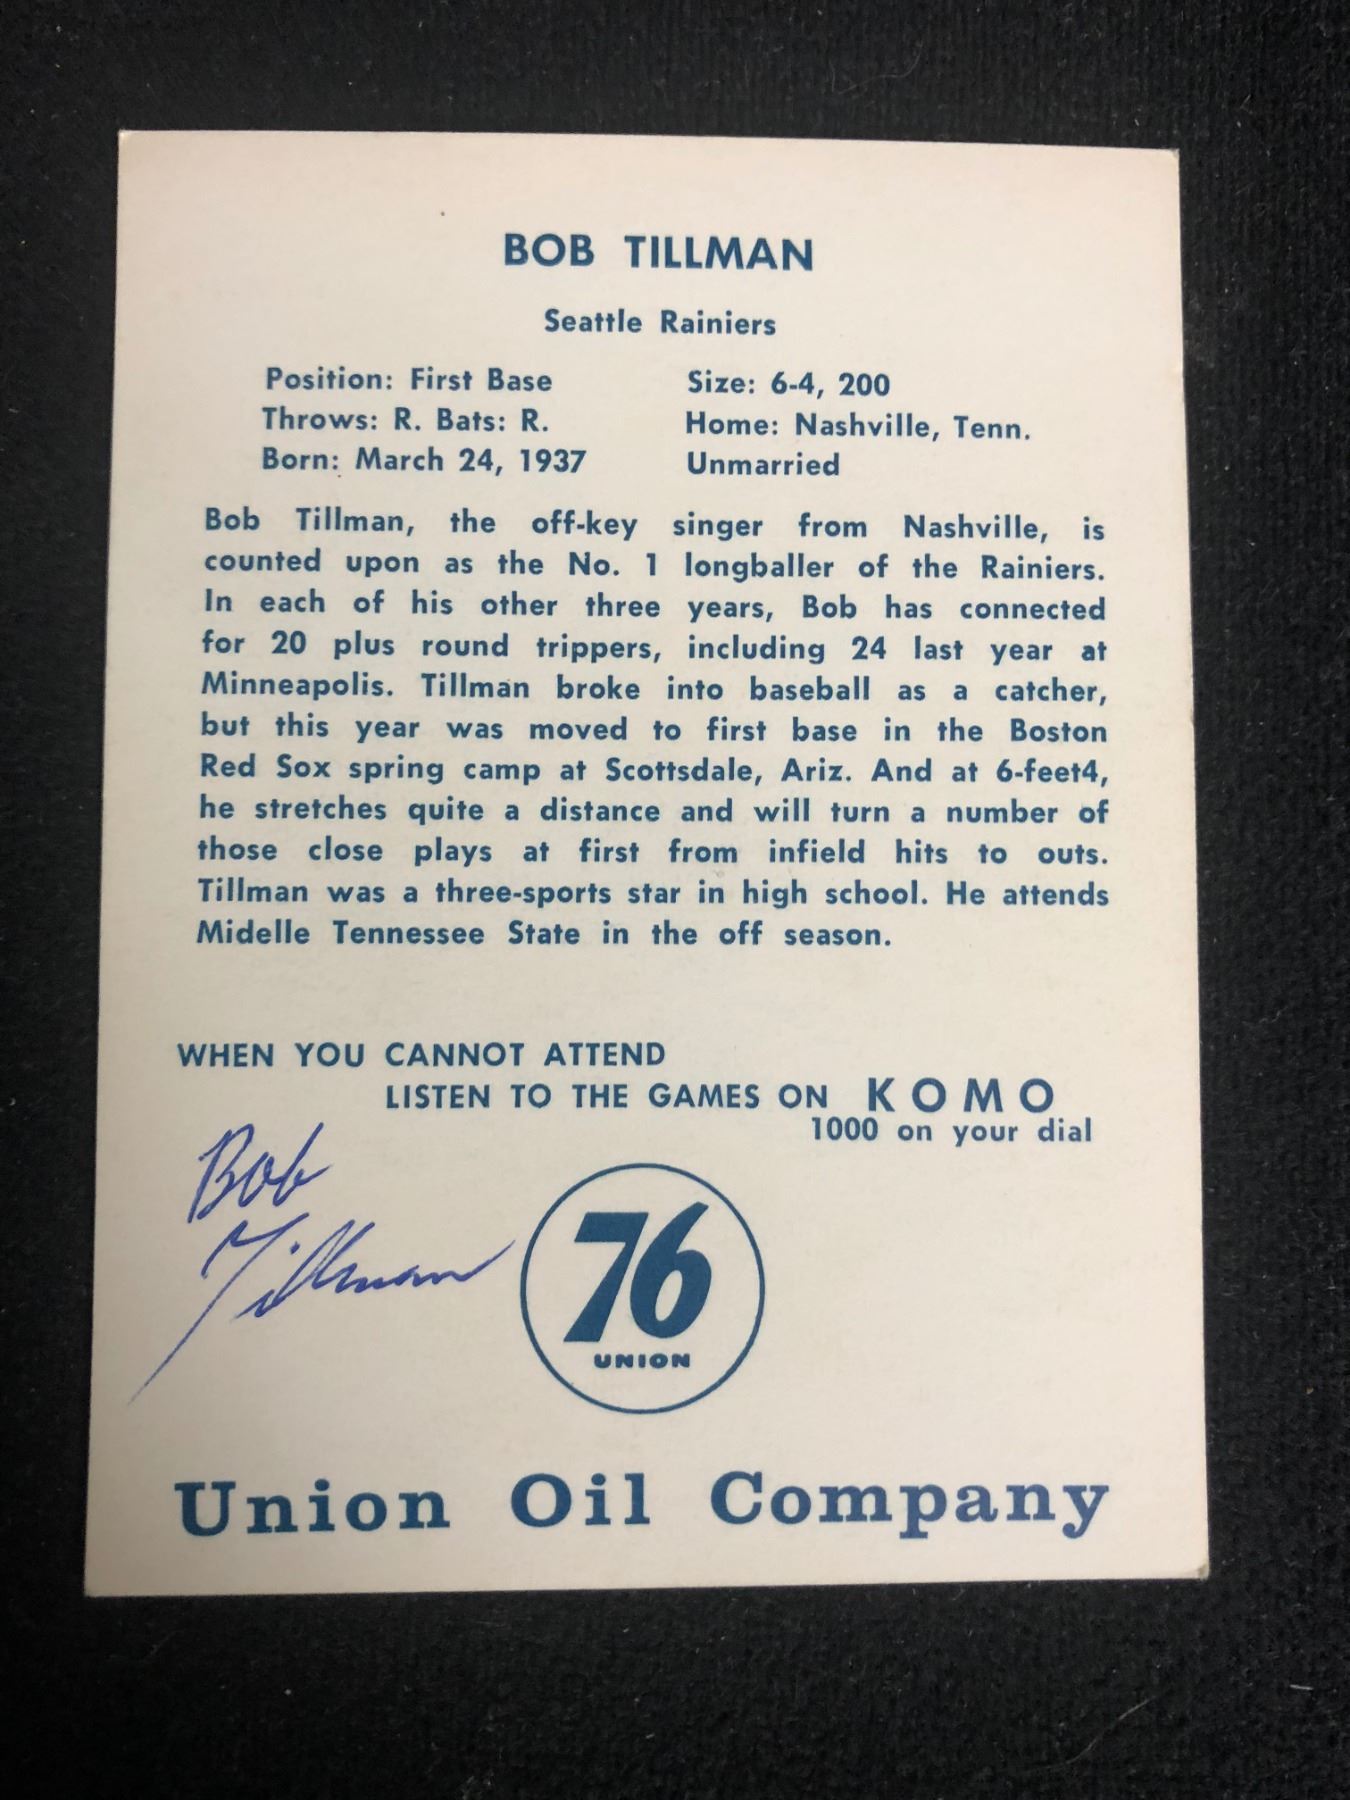 BOB TILLMAN
Seattle Rainiers
Position: First Base
Throws: R. Bats: R.
Born: March 24, 1937
Size: 6-4, 200
Home: Nashville, Tenn.
Unmarried
Bob Tillman, the off-key singer from Nashville, is
counted upon as the No. 1 longballer of the Rainiers.
In each of his other three years, Bob has connected
for 20 plus round trippers, including 24 last year at
Minneapolis. Tillman broke into baseball as a catcher,
but this year was moved to first base in the Boston
Red Sox spring camp at Scottsdale, Ariz. And at 6-feet4,
he stretches quite a distance and will turn a number of
those close plays at first from infield hits to outs.
Tillman was a three-sports star in high school. He attends
Midelle Tennessee State in the off season.
WHEN YOU CANNOT ATTEND
LISTEN TO THE GAMES ON KOMO
1000 on your dial
Bob
Tillman
76
UNION
Union Oil Company